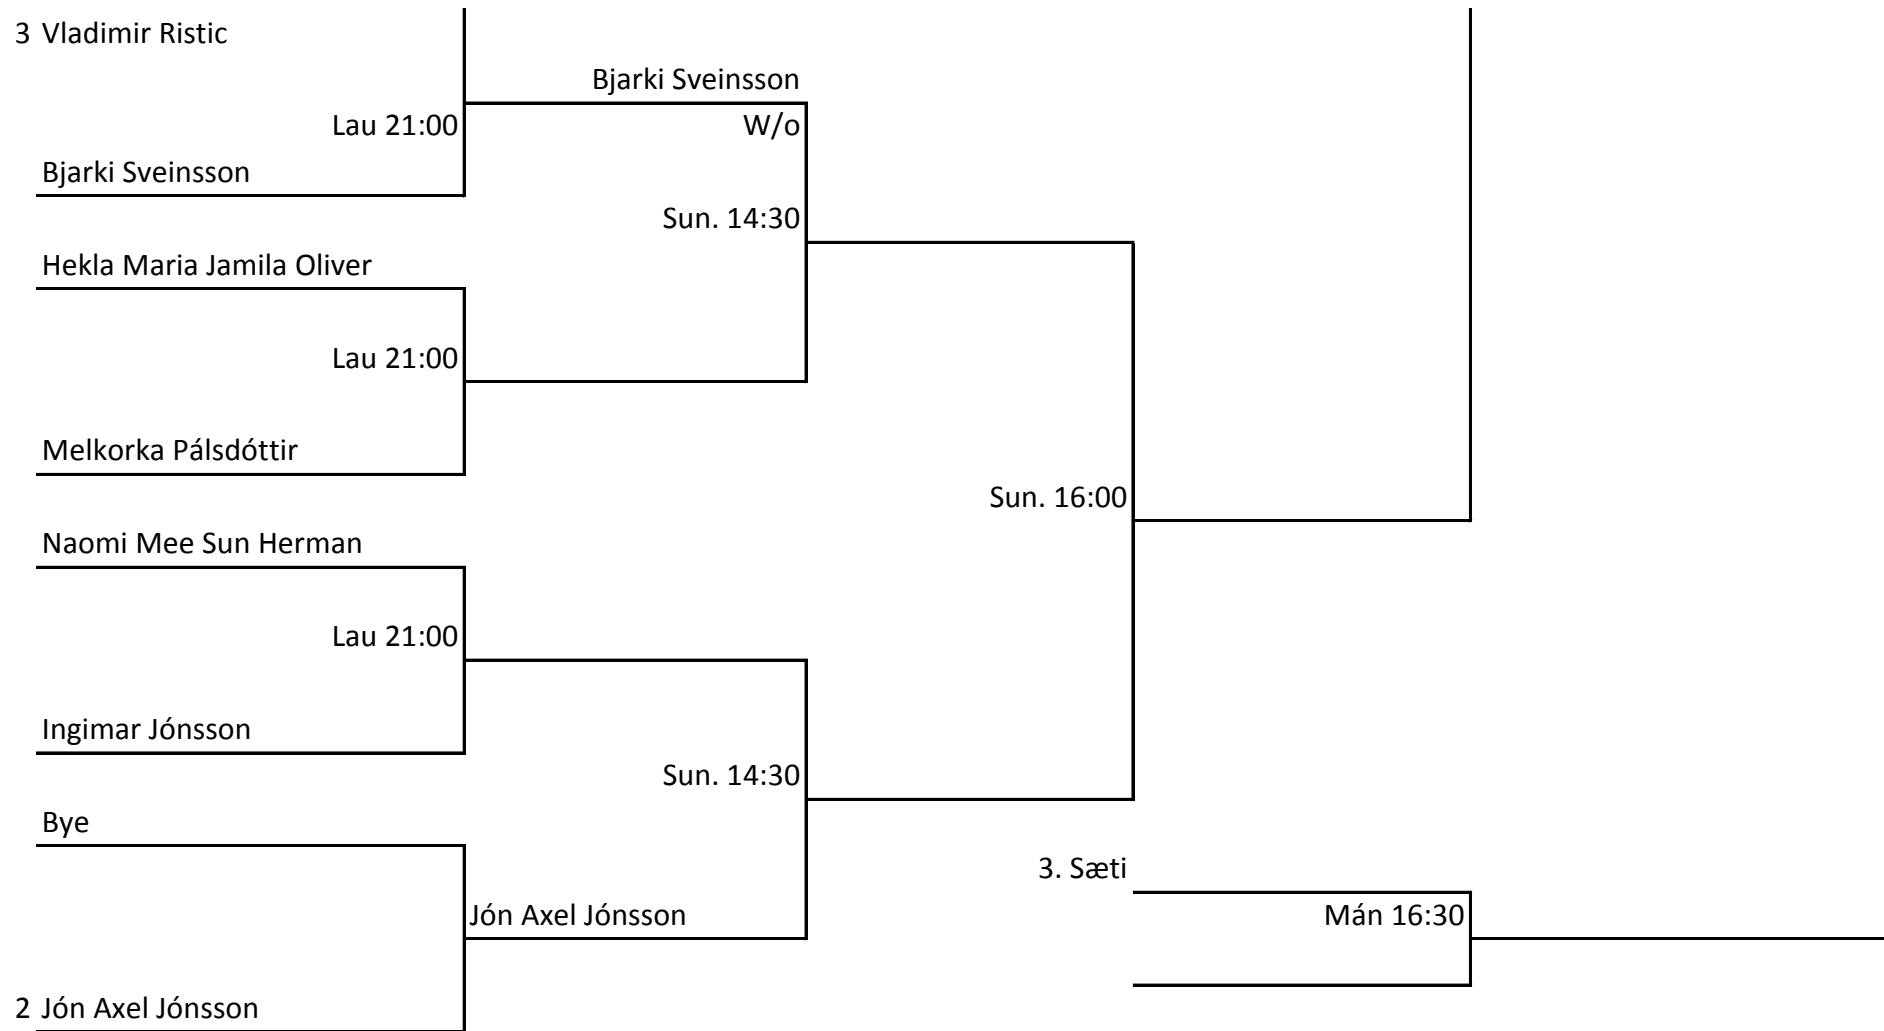 3 Vladimir Ristic
Bjarki Sveinsson
Lau 21:00
W/o
Bjarki Sveinsson
Sun. 14:30
Hekla Maria Jamila Oliver
Lau 21:00
Melkorka Pálsdóttir
Sun. 16:00
Naomi Mee Sun Herman
Lau 21:00
Ingimar Jónsson
Sun. 14:30
Bye
3. Sæti
Jón Axel Jónsson
Mán 16:30
2 Jón Axel Jónsson